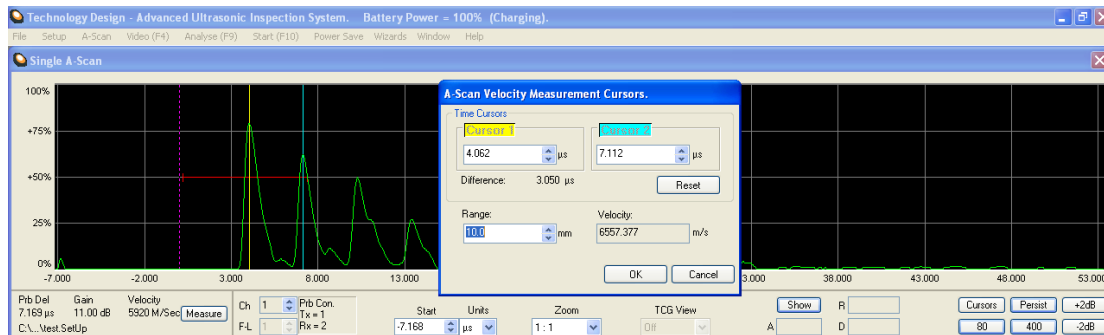 Technology Design - Advanced Ultrasonic Inspection System. Battery Power = 100% (Charging).
File Setup A-Scan Video (F4) Analyse (F9) Start (F10) Power Save Wizards Window Help
Single A-Scan
100%
+75%
+50%
25%
0%
-7.000 -2.000 3.000 8.000 13.000 43.000 48.000 53.000
38.000
A-Scan Velocity Measurement Cursors.
Time Cursors
Cursor 1 Cursor 2
4.062 µs 7.112 µs
Difference: 3.050 µs Reset
Range: Velocity:
10.0 mm 6557.377 m/s
OK Cancel
Prb Del Gain Velocity
7.169 µs 11.00 dB 5920 M/Sec Measure
C:\...\test.SetUp
Ch 1 Prb Con.
Tx = 1
F-L 1 Rx = 2
Start Units Zoom TCG View
-7.168 µs 1 : 1 Off
Show R
A D
Cursors Persist +2dB
80 400 -2dB